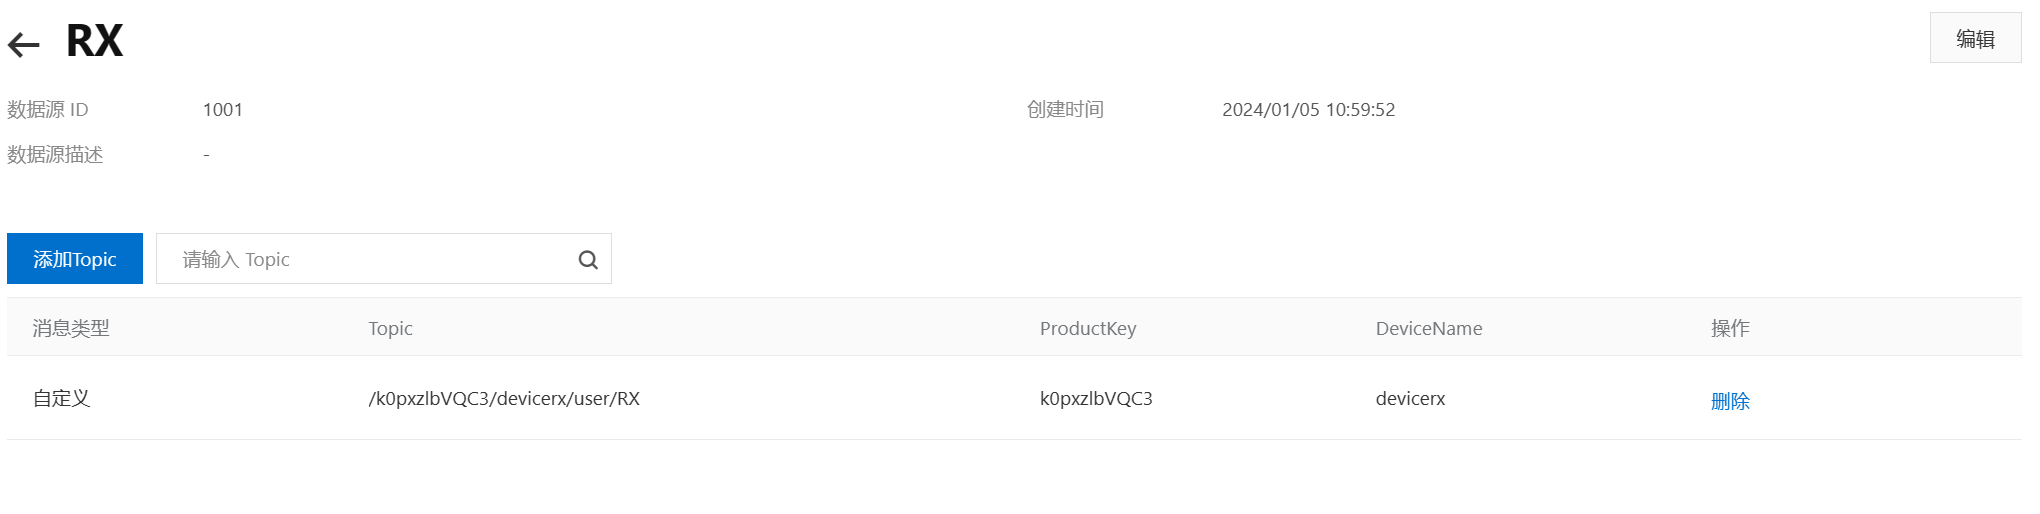 RX
编辑
数据源 ID 1001 创建时间 2024/01/05 10:59:52
数据源描述 -
添加Topic 请输入 Topic
消息类型 Topic ProductKey DeviceName 操作
自定义 /k0pxzlbVQC3/devicerx/user/RX k0pxzlbVQC3 devicerx 删除